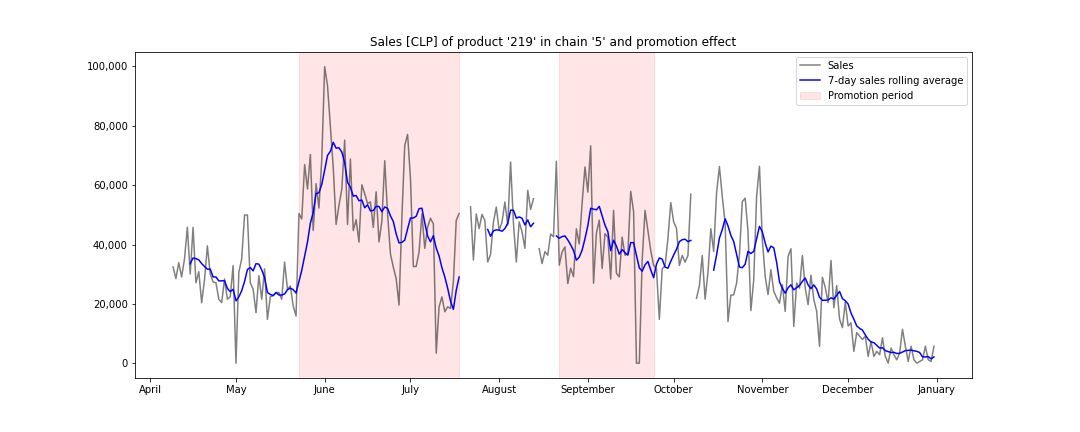 Sales [CLP] of product '219' in chain '5' and promotion effect
Sales
7-day sales rolling average
Promotion period
100,000
80,000
60,000
40,000
20,000
0
April May June July August September October November December January